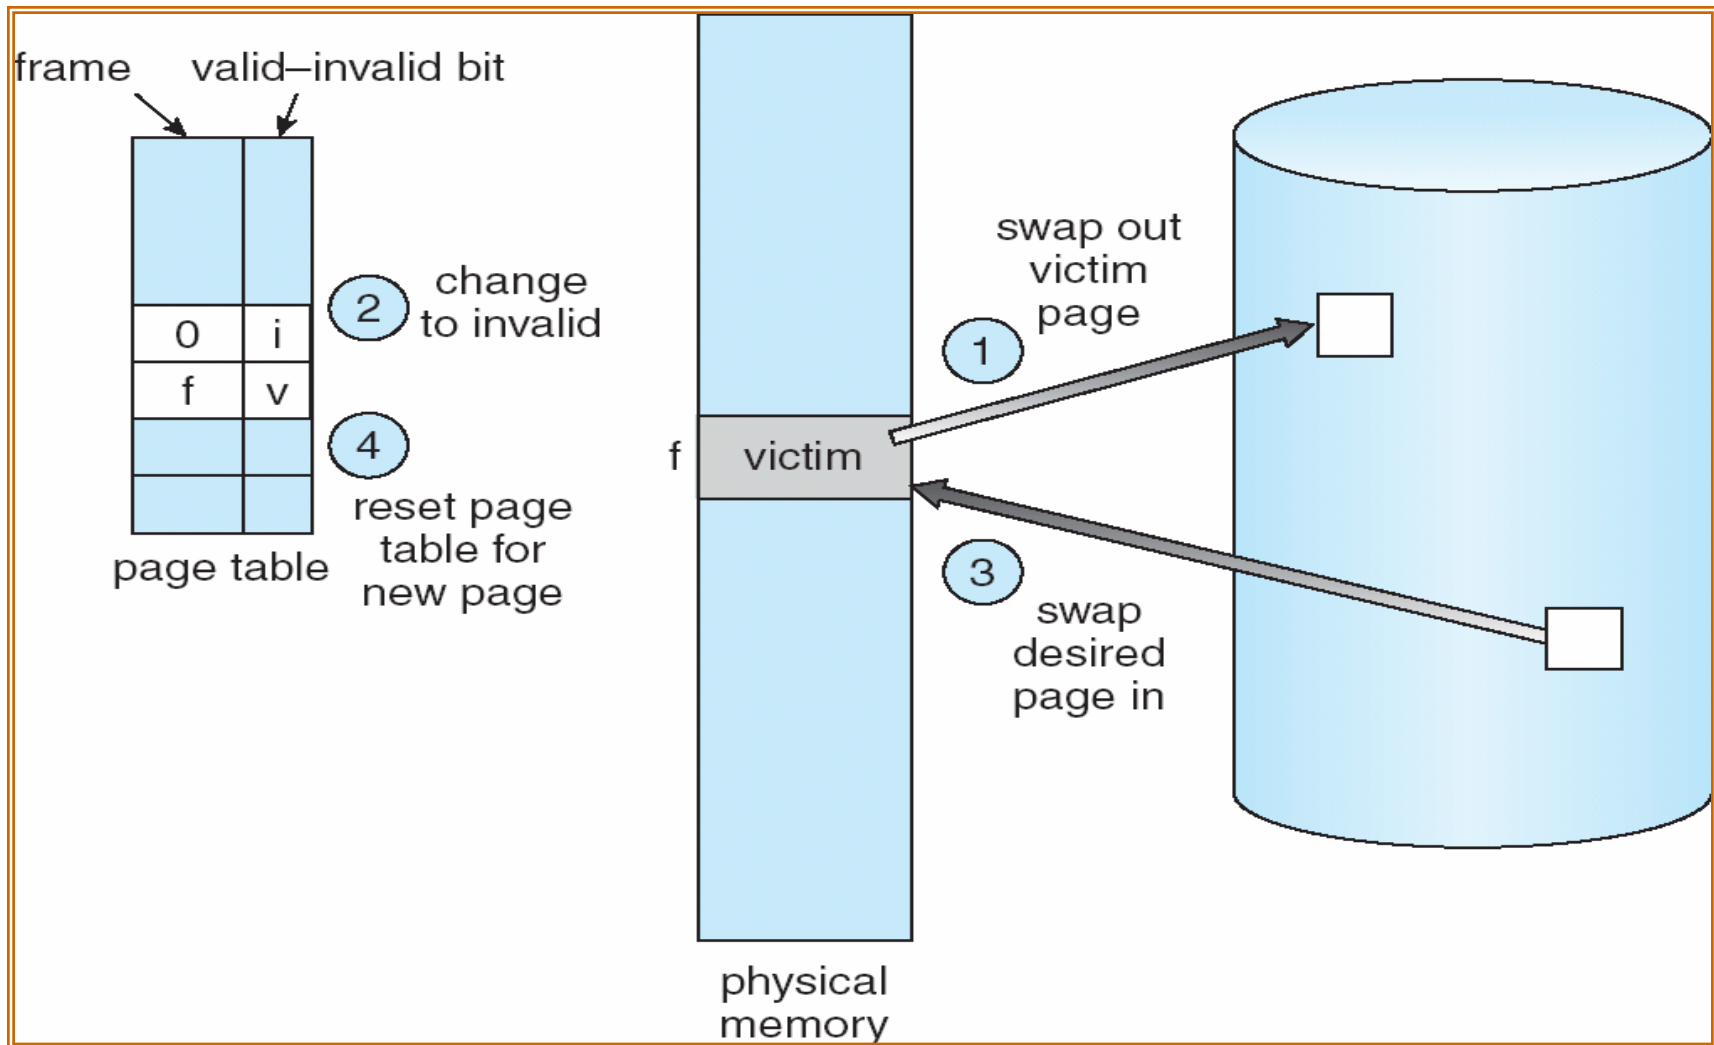 frame
valid–invalid bit
0
i
f
v
page table
2
change
to invalid
4
reset page
table for
new page
f
victim
physical
memory
1
swap out
victim
page
3
swap
desired
page in